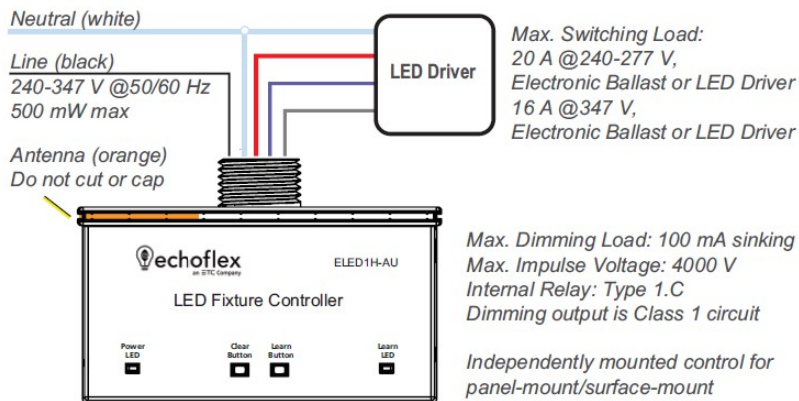 Neutral (white)
Line (black)
240-347 V @50/60 Hz
500 mW max
Antenna (orange)
Do not cut or cap
LED Driver
Max. Switching Load:
20 A @240-277 V,
Electronic Ballast or LED Driver
16 A @347 V,
Electronic Ballast or LED Driver
echoflex
an ETC Company
ELED1H-AU
LED Fixture Controller
Power
LED
Clear
Button
Learn
Button
Learn
LED
Max. Dimming Load: 100 mA sinking
Max. Impulse Voltage: 4000 V
Internal Relay: Type 1.C
Dimming output is Class 1 circuit
Independently mounted control for
panel-mount/surface-mount